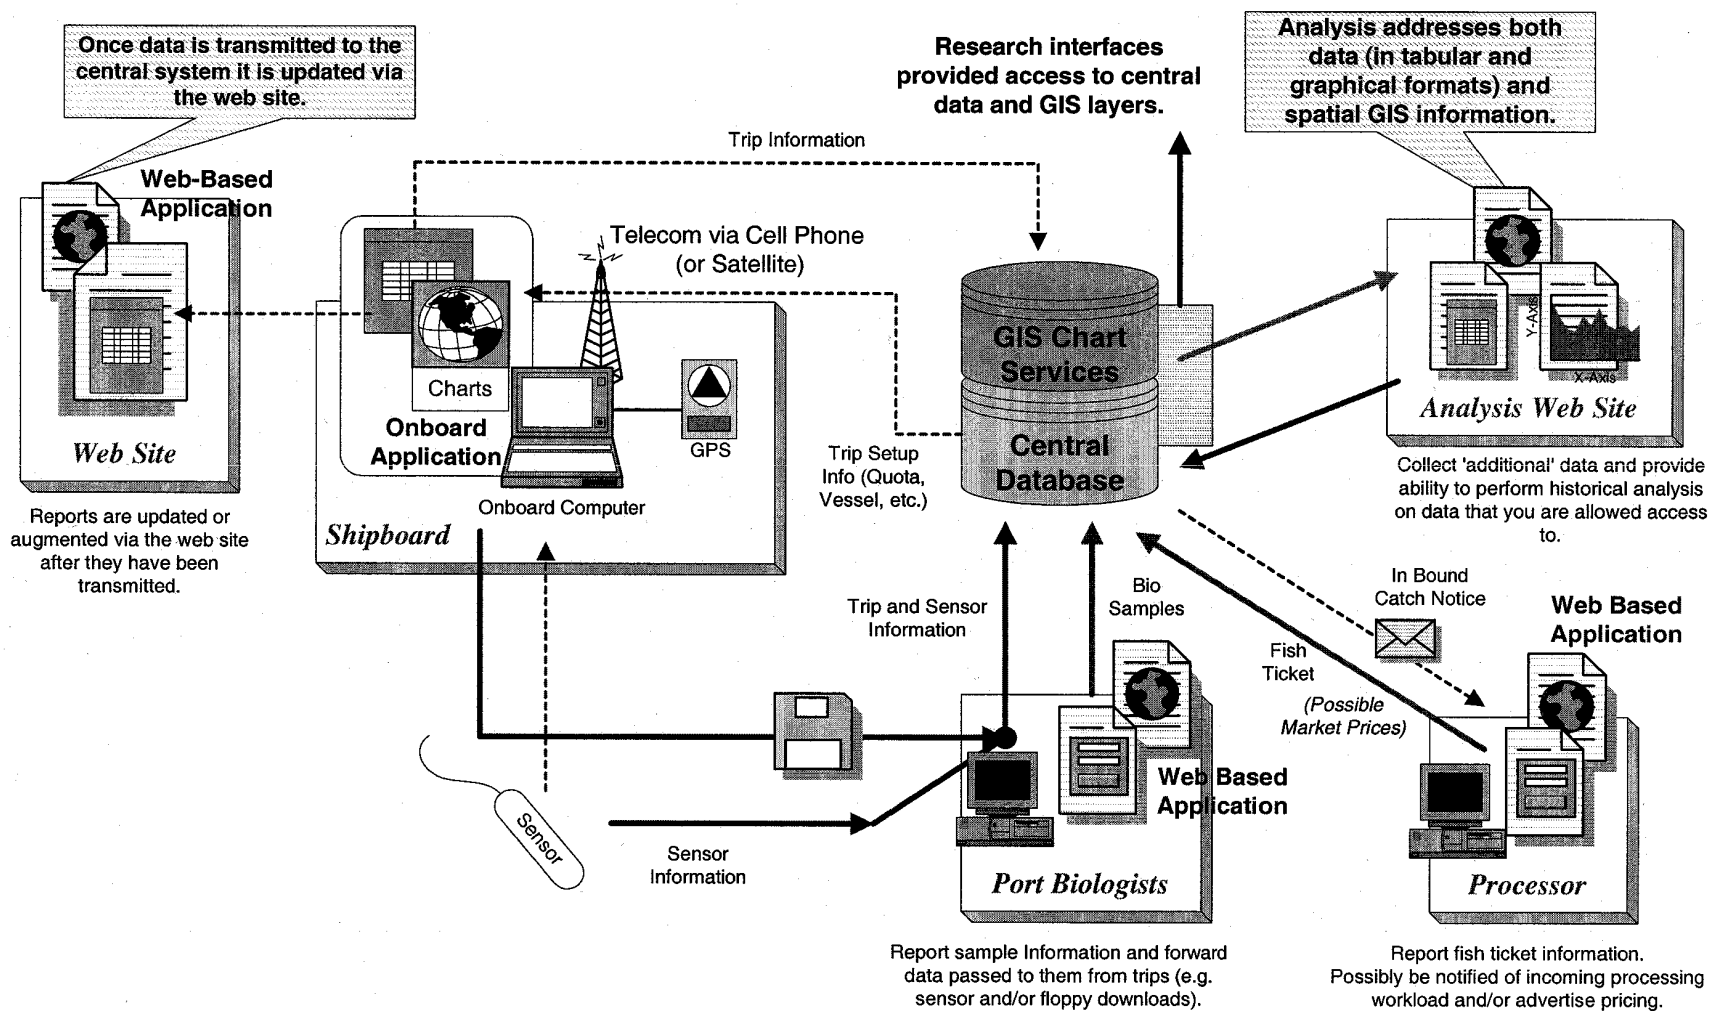 Once data is transmitted to the
central system it is updated via
the web site.
Research interfaces
provided access to central
data and GIS layers.
Analysis addresses both
data (in tabular and
graphical formats) and
spatial GIS information.
Trip Information
Web-Based
Application
Telecom via Cell Phone
(or Satellite)
GIS Chart
Services
Central
Database
Y-Axis
X-Axis
Analysis Web Site
Collect 'additional' data and provide
ability to perform historical analysis
on data that you are allowed access
to.
Charts
Onboard
Application
GPS
Onboard Computer
Shipboard
Web Site
Reports are updated or
augmented via the web site
after they have been
transmitted.
Trip Setup
Info (Quota,
Vessel, etc.)
Trip and Sensor
Information
Bio
Samples
In Bound
Catch Notice
Fish
Ticket
(Possible
Market Prices)
Web Based
Application
Sensor
Sensor
Information
Web Based
Application
Port Biologists
Processor
Report sample Information and forward
data passed to them from trips (e.g.
sensor and/or floppy downloads).
Report fish ticket information.
Possibly be notified of incoming processing
workload and/or advertise pricing.